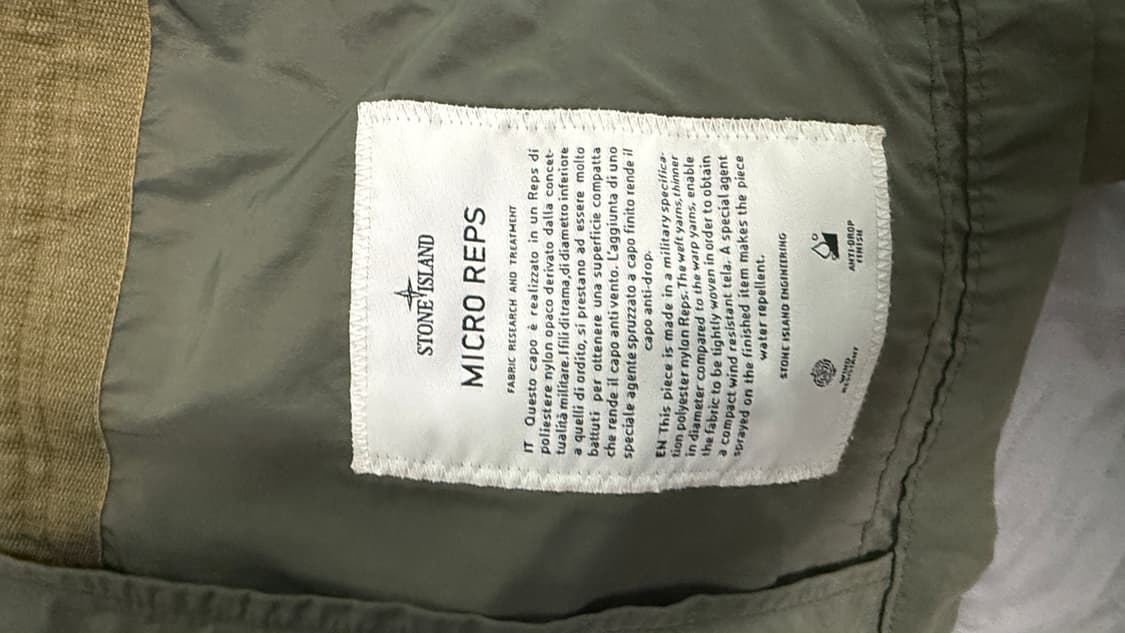 STONE ISLAND
MICRO REPS
FABRIC RESEARCH AND TREATMENT
IT Questo capo è realizzato in un Reps di
poliestere nylon opaco derivato dalla concet-
tualità militare. I fili di trama, di diametro inferiore
a quelli di ordito, si prestano ad essere molto
battuti per ottenere una superficie compatta
che rende il capo anti vento. L'aggiunta di uno
speciale agente spruzzato a capo finito rende il
capo anti-drop.
EN This piece is made in a military specifica-
tion polyester nylon Reps. The weft yarns, thinner
in diameter compared to the warp yarns, enable
the fabric to be tightly woven in order to obtain
a compact wind resistant tela. A special agent
sprayed on the finished item makes the piece
water repellent.
STONE ISLAND ENGINEERING
WIND
RESISTANT
ANTI-DROP
FINISH